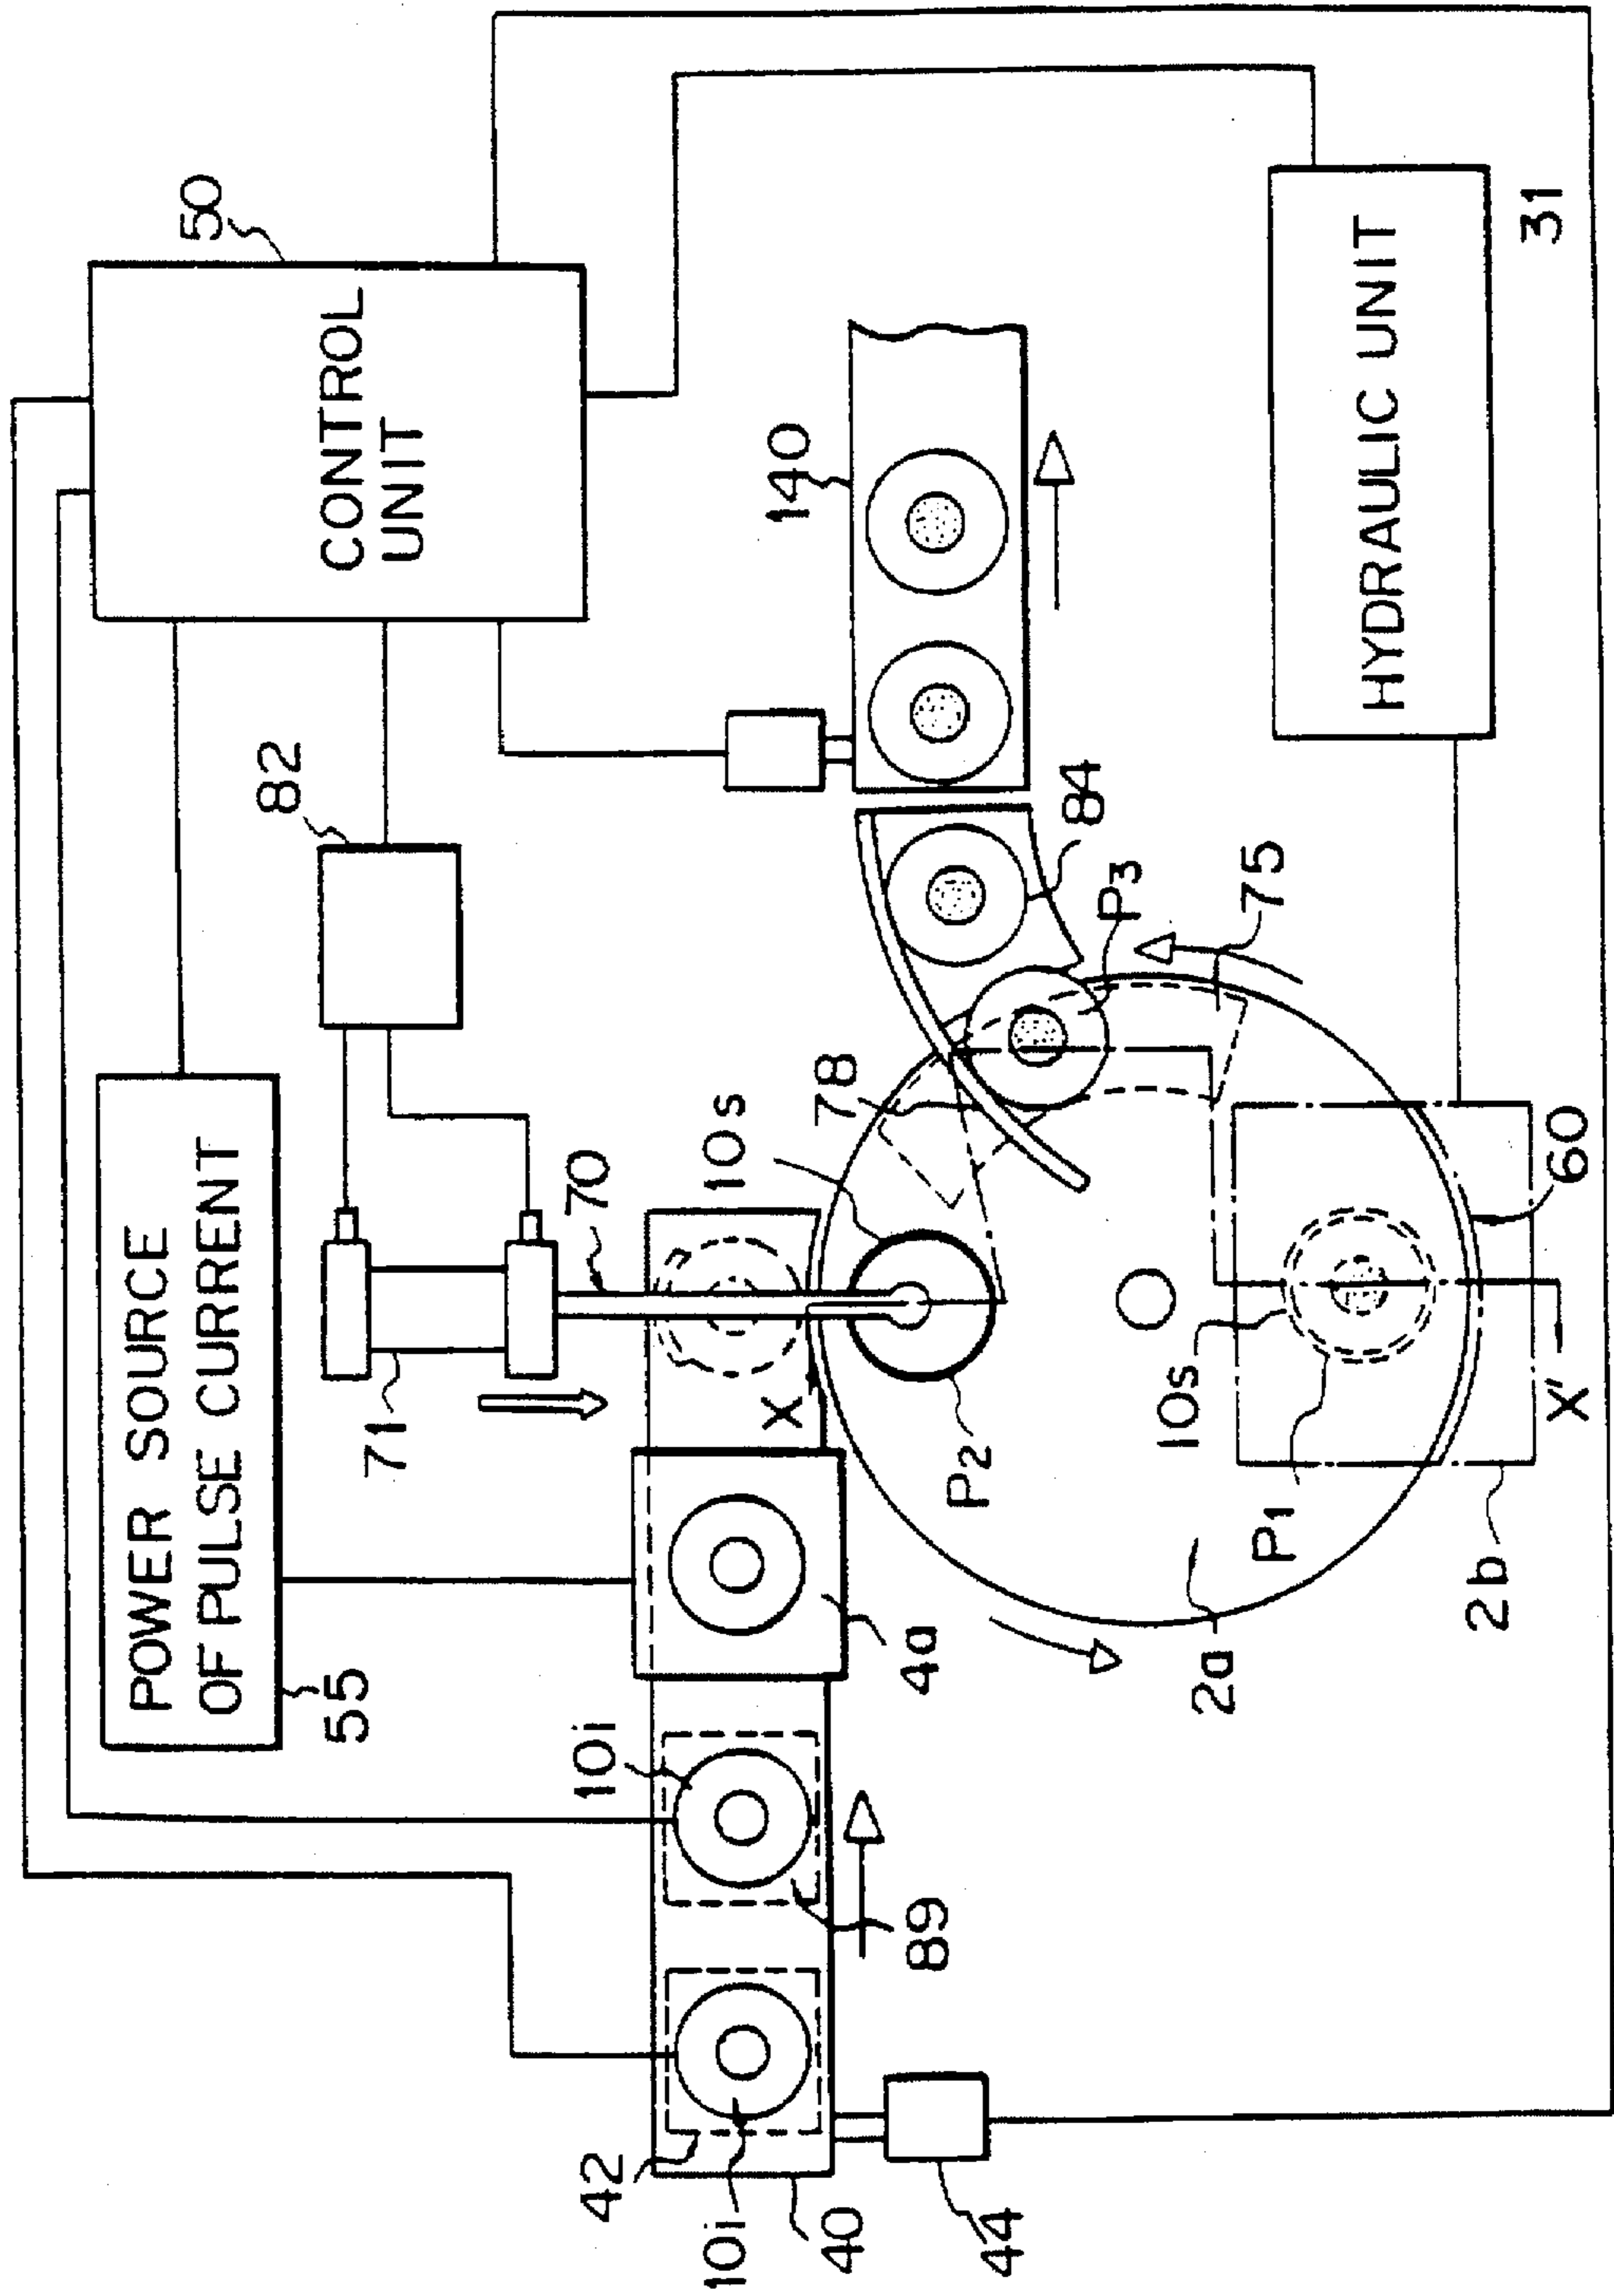 50
CONTROL
UNIT
POWER SOURCE
OF PULSE CURRENT
55
82
71
70
10s
78
140
84
P3
75
31
HYDRAULIC UNIT
X
P2
10s
P1
X'
60
2b
2a
4a
10i
89
42
10i
40
44